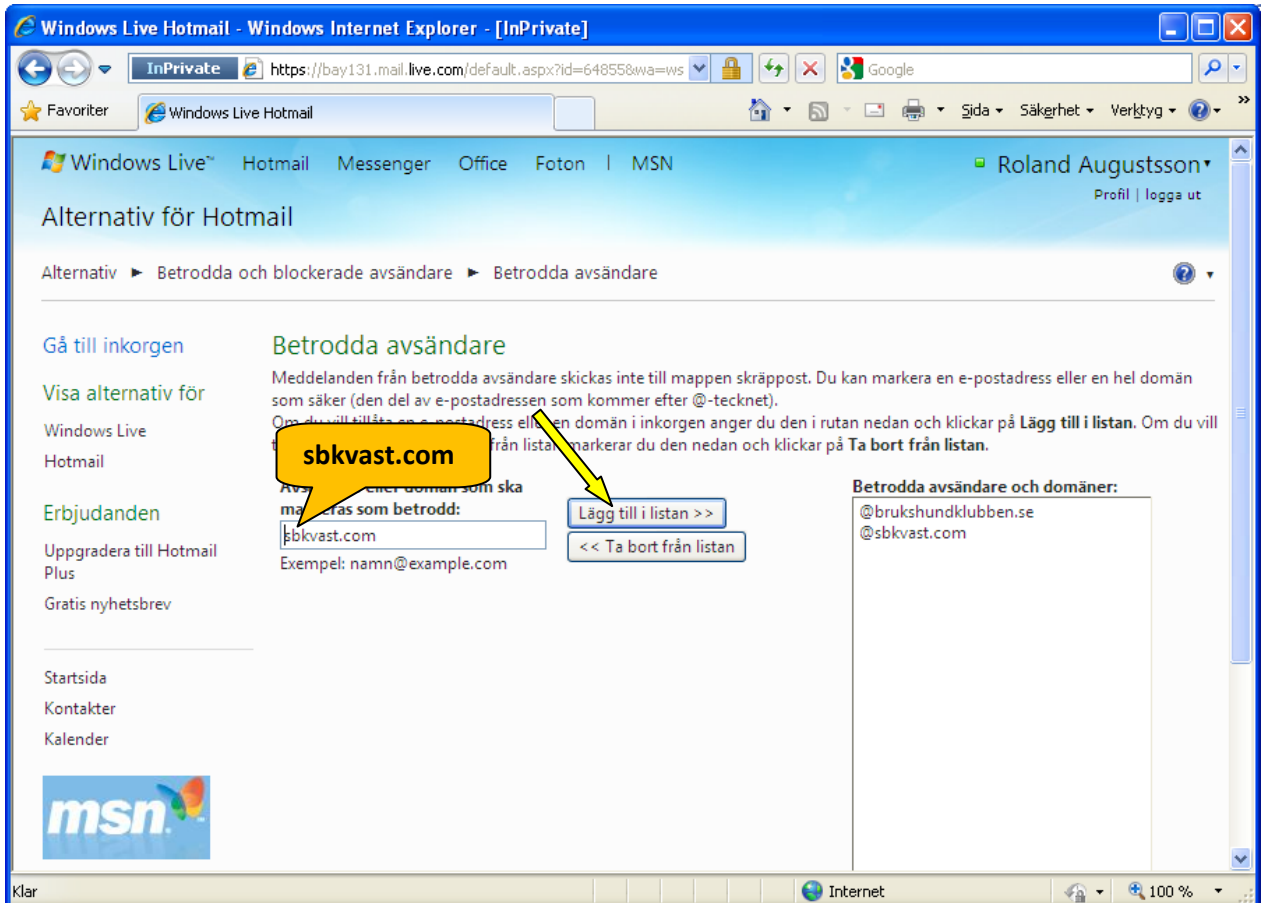 Windows Live Hotmail - Windows Internet Explorer - [InPrivate]
InPrivate https://bay131.mail.live.com/default.aspx?id=64855&wa=ws Google
Favoriter Windows Live Hotmail Sida Säkerhet Verktyg »
Windows Live™ Hotmail Messenger Office Foton | MSN Roland Augustsson
Profil | logga ut
Alternativ för Hotmail
Alternativ ► Betrodda och blockerade avsändare ► Betrodda avsändare
Gå till inkorgen
Visa alternativ för
Windows Live
Hotmail
Erbjudanden
Uppgradera till Hotmail
Plus
Gratis nyhetsbrev
Startsida
Kontakter
Kalender
msn
Betrodda avsändare
Meddelanden från betrodda avsändare skickas inte till mappen skräppost. Du kan markera en e-postadress eller en hel domän
som säker (den del av e-postadressen som kommer efter @-tecknet).
Om du vill tillåta en e-postadress eller en domän i inkorgen anger du den i rutan nedan och klickar på Lägg till i listan. Om du vill
från listan markerar du den nedan och klickar på Ta bort från listan.
sbkvast.com
eller domän som ska
markeras som betrodd:
sbkvast.com
Exempel: namn@example.com
Lägg till i listan >>
<< Ta bort från listan
Betrodda avsändare och domäner:
@brukshundklubben.se
@sbkvast.com
Klar Internet 100 %